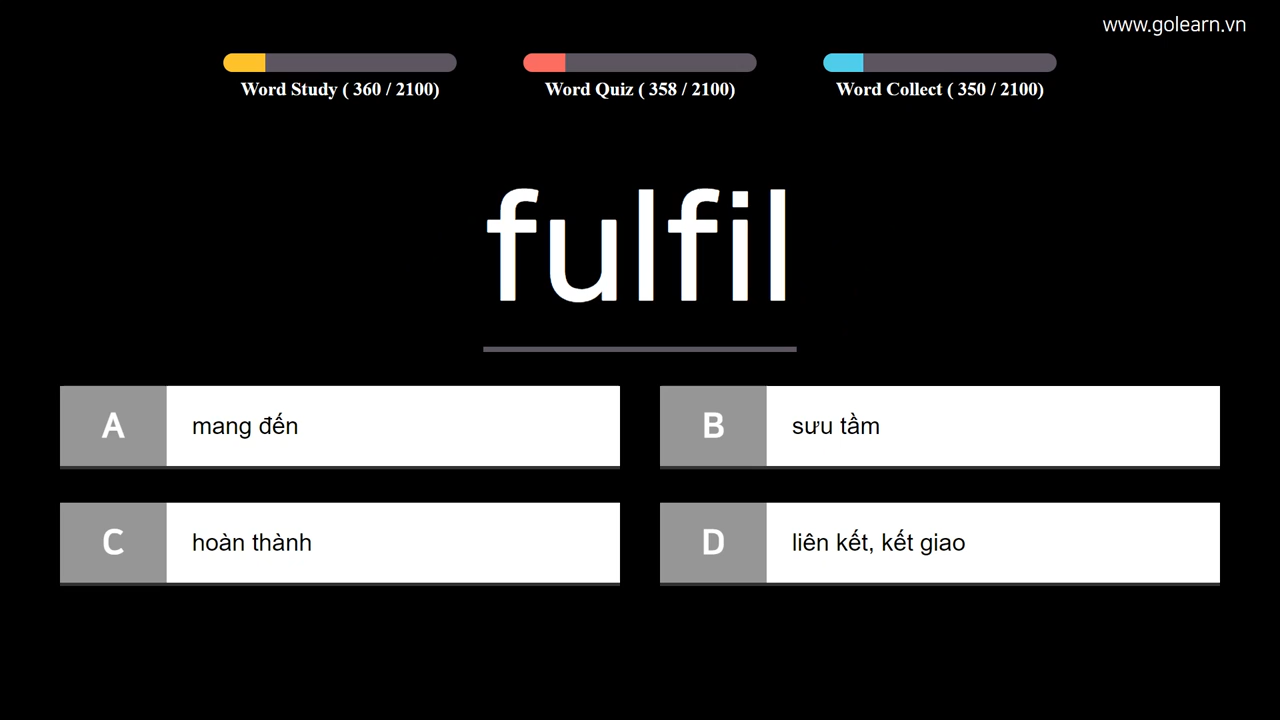 www.golearn.vn
Word Study ( 360 / 2100)
Word Quiz ( 358 / 2100)
Word Collect ( 350 / 2100)
fulfil
A mang đến
B sưu tầm
C hoàn thành
D liên kết, kết giao